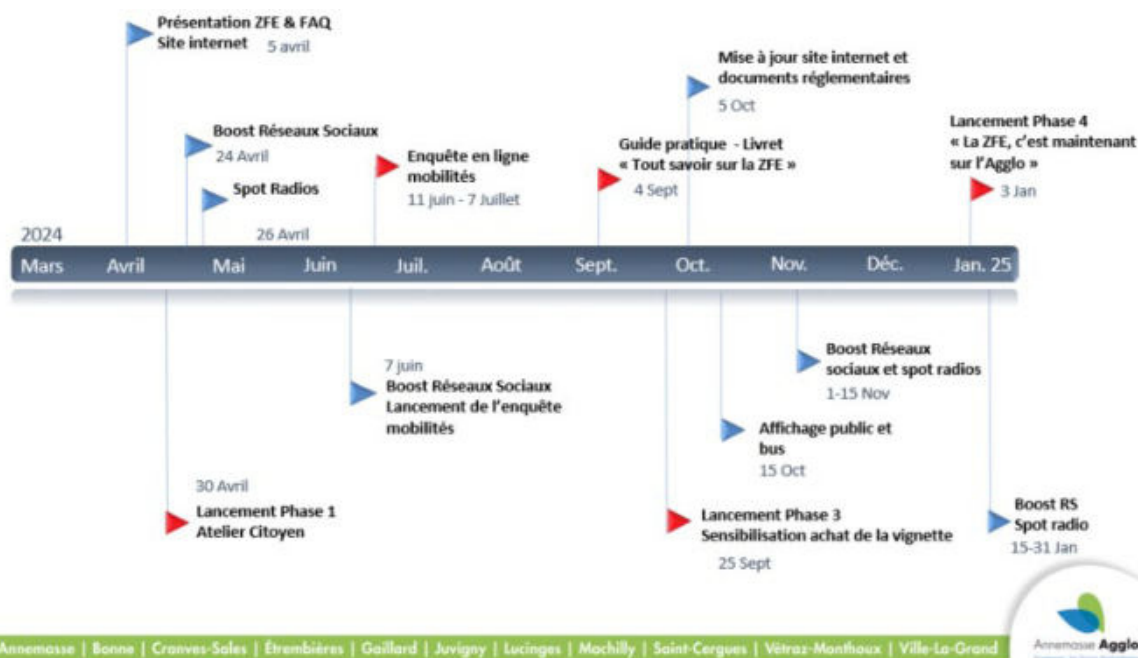 Présentation ZFE & FAQ
Site internet 5 avril
Mise à jour site internet et
documents réglementaires
5 Oct
Boost Réseaux Sociaux
24 Avril
Spot Radios
26 Avril
Enquête en ligne
mobilités
11 juin - 7 Juillet
Guide pratique - Livret
« Tout savoir sur la ZFE »
4 Sept
Lancement Phase 4
« La ZFE, c'est maintenant
sur l'Agglo »
3 Jan
2024
Mars Avril Mai Juin Juil. Août Sept. Oct. Nov. Déc. Jan. 25
7 juin
Boost Réseaux Sociaux
Lancement de l'enquête
mobilités
Boost Réseaux
sociaux et spot radios
1-15 Nov
Affichage public et
bus
15 Oct
30 Avril
Lancement Phase 1
Atelier Citoyen
Lancement Phase 3
Sensibilisation achat de la vignette
25 Sept
Boost RS
Spot radio
15-31 Jan
Annemasse | Bonne | Cranves-Sales | Étrembières | Gaillard | Juvigny | Lucinges | Machilly | Saint-Cergues | Vétraz-Monthoux | Ville-La-Grand
Annemasse Agglo